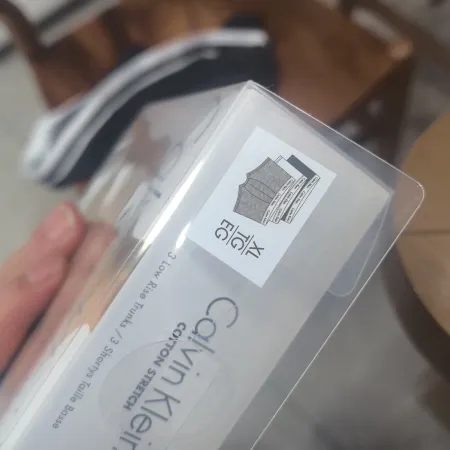 XL
TG
EG
Calvin Klein
COTTON STRETCH
3 Low Rise Trunks / 3 Shortys Taille Basse